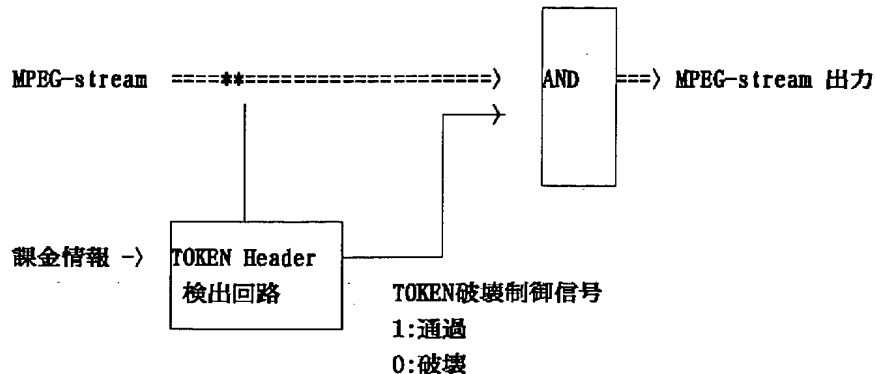 MPEG-stream ====**====================> AND ===> MPEG-stream 出力
課金情報 -> TOKEN Header
検出回路
TOKEN破壊制御信号
1:通過
0:破壊